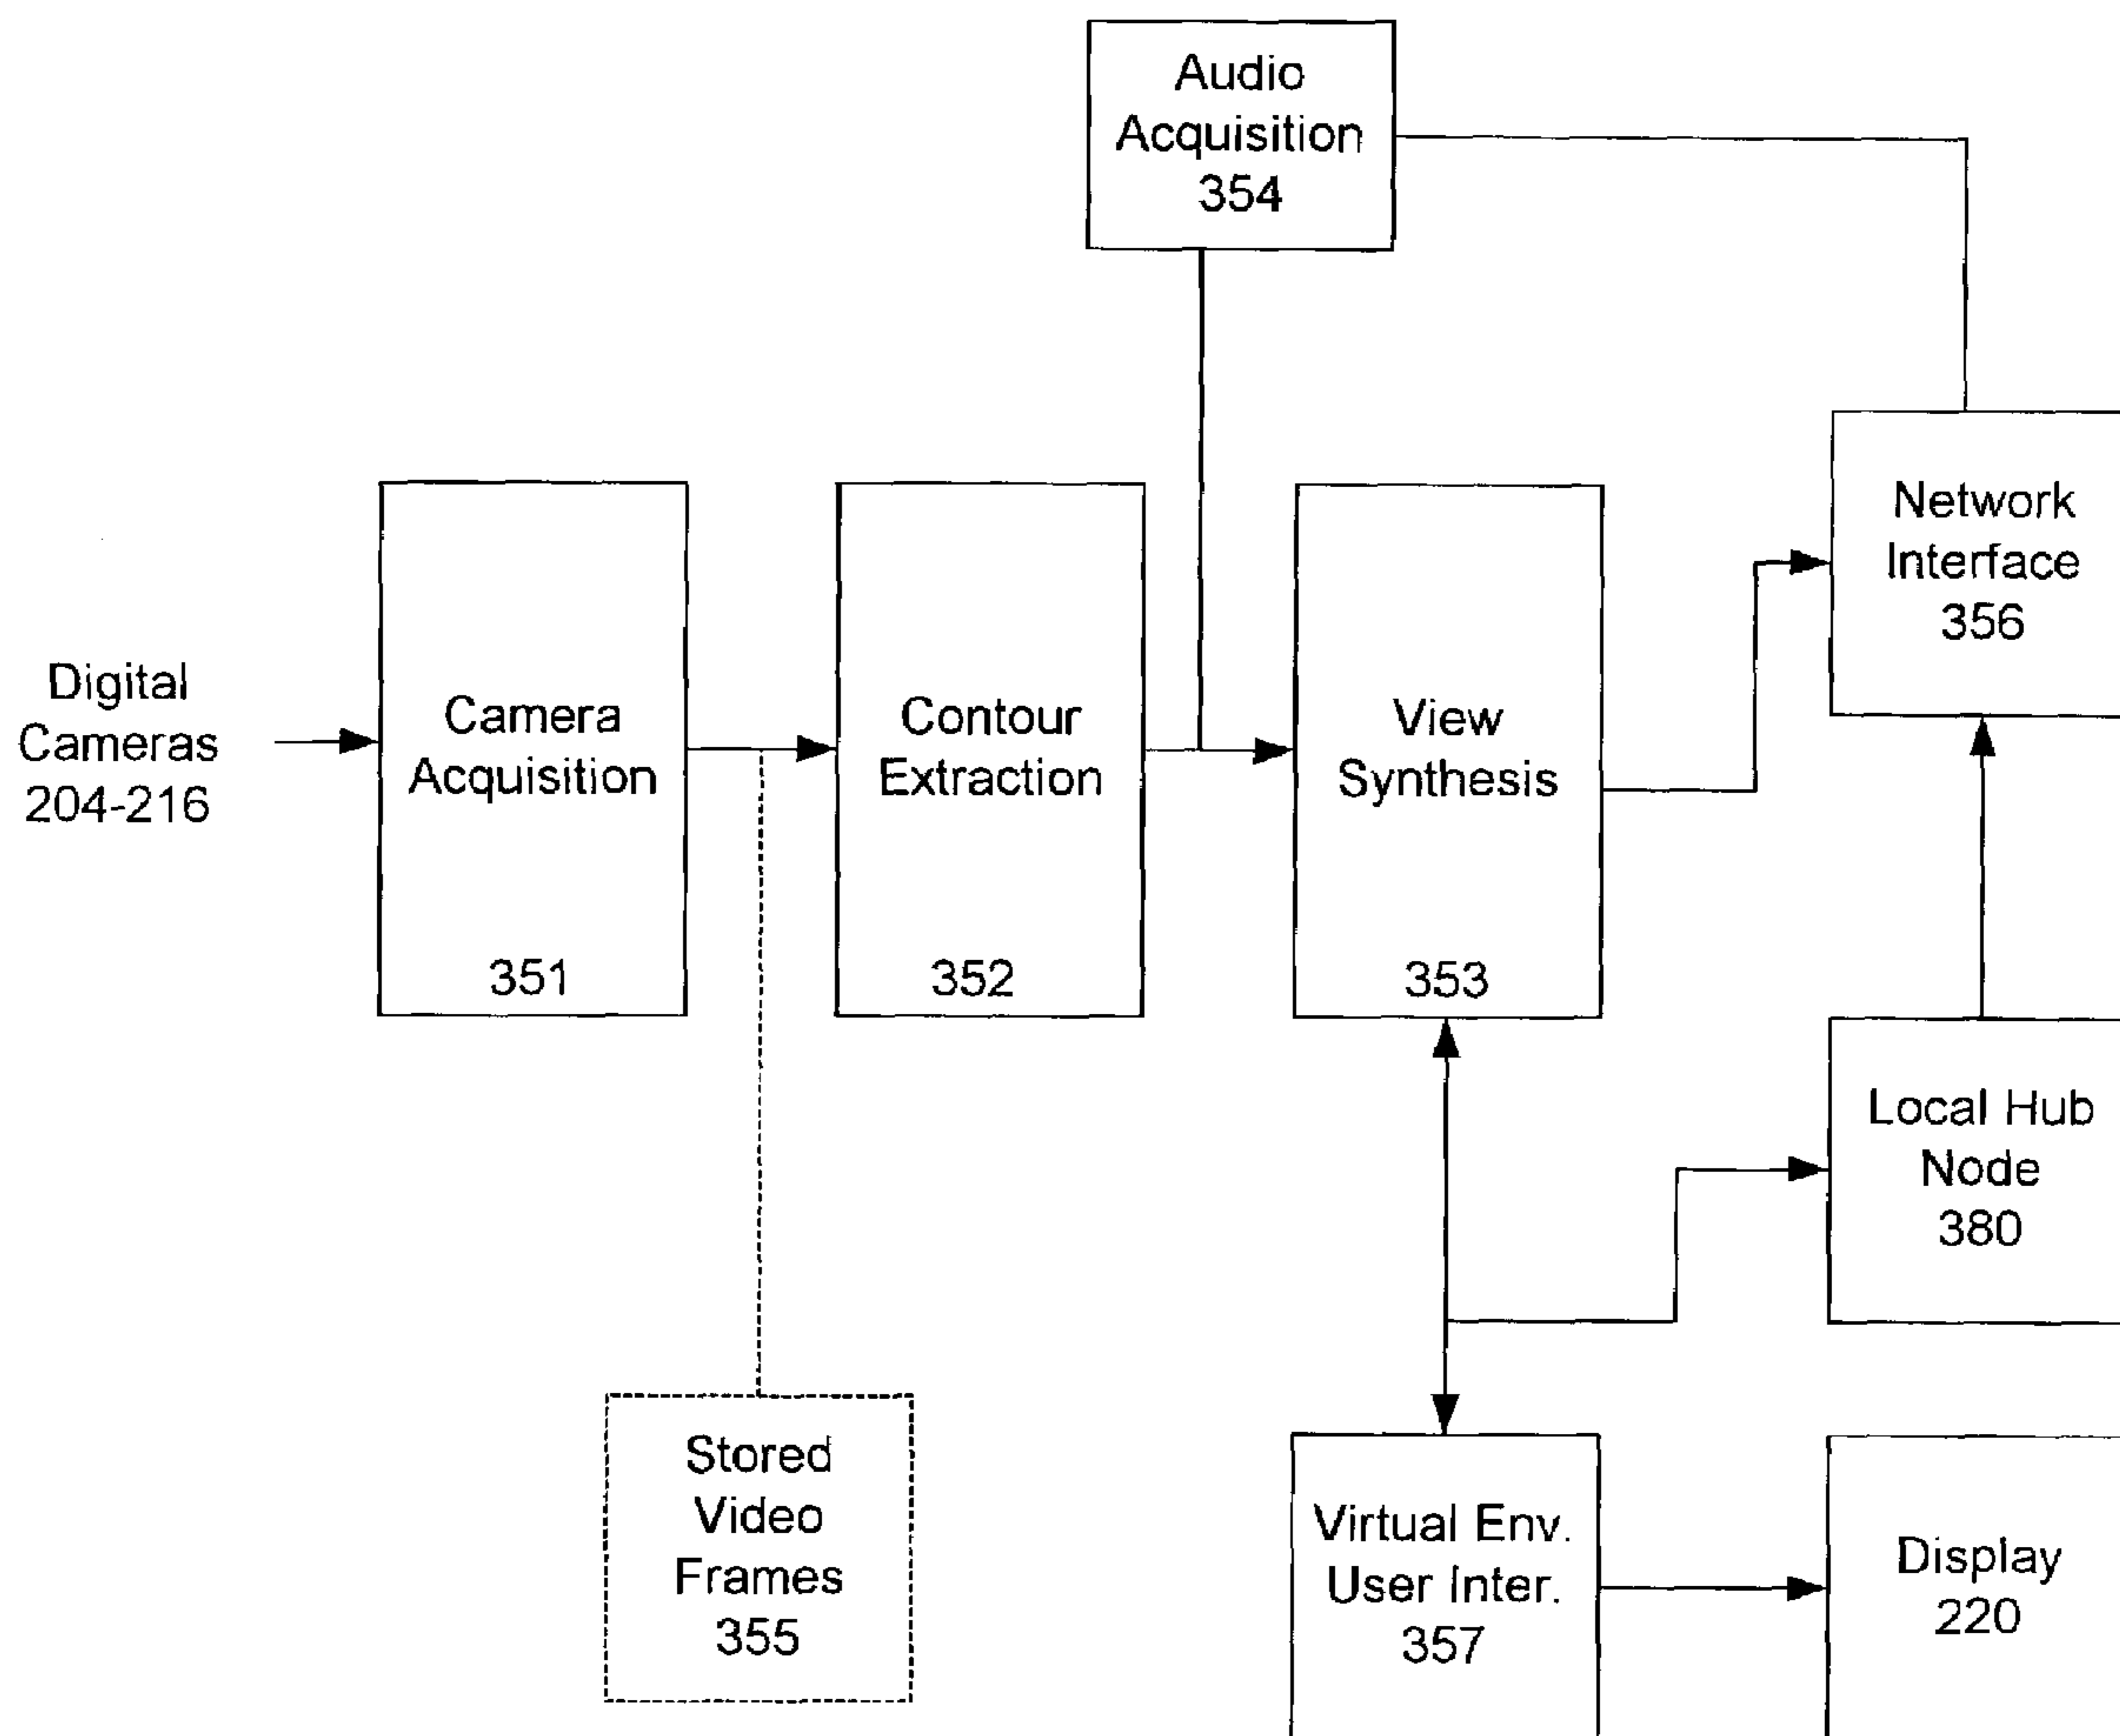 Audio
Acquisition
354
Network
Interface
356
Digital
Cameras
204-216
Camera
Acquisition
351
Contour
Extraction
352
View
Synthesis
353
Local Hub
Node
380
Stored
Video
Frames
355
Virtual Env.
User Inter.
357
Display
220